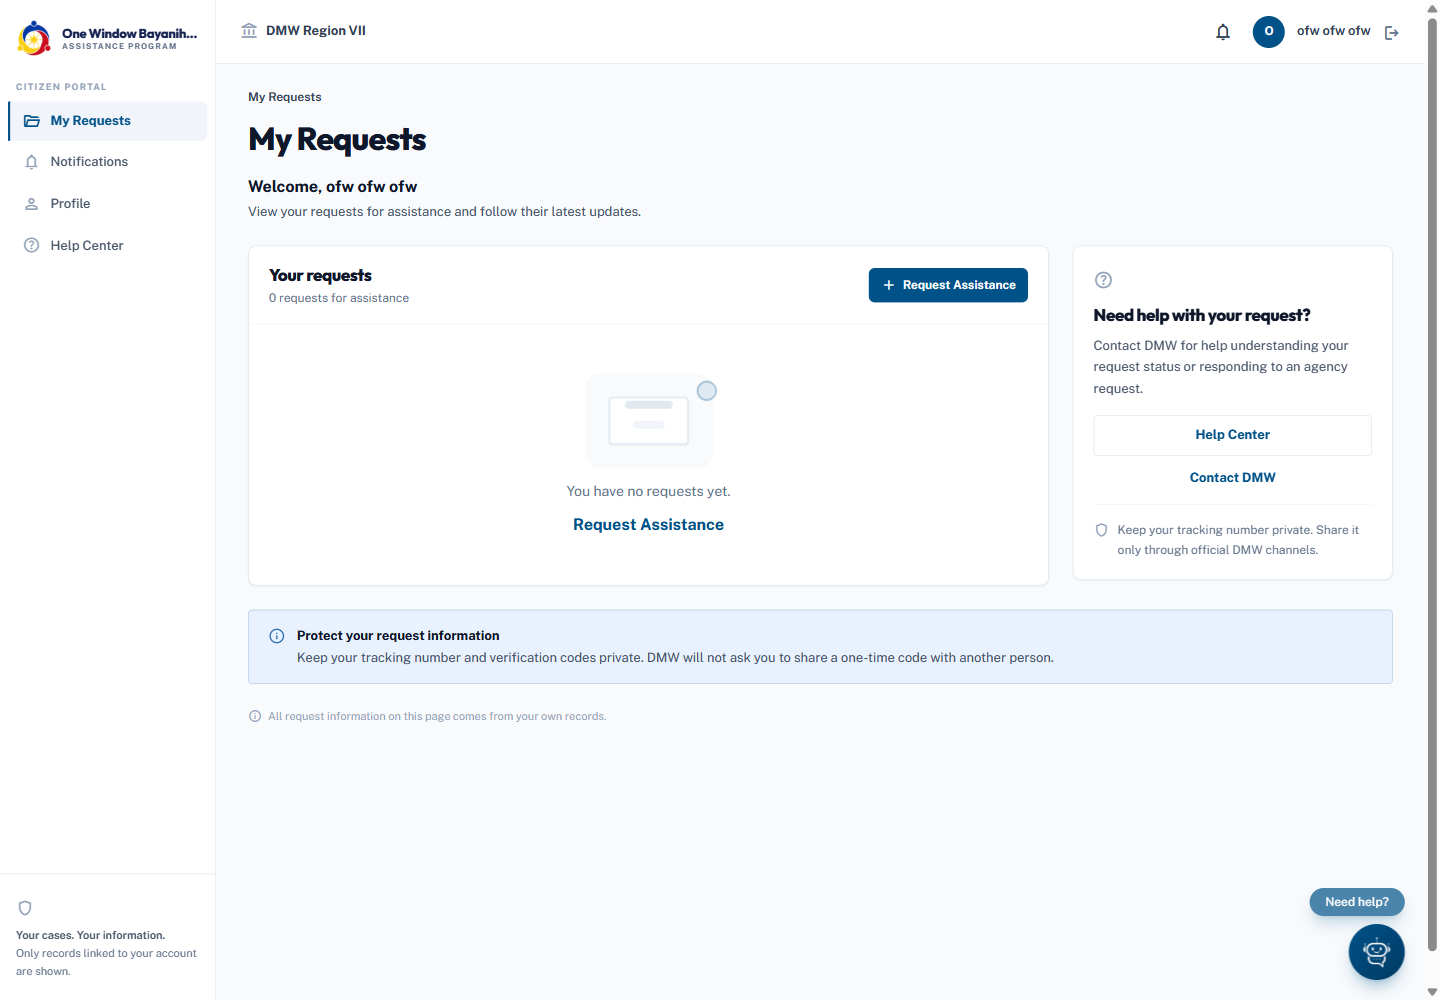 One Window Bayanih...
ASSISTANCE PROGRAM
CITIZEN PORTAL
My Requests
Notifications
Profile
Help Center
Your cases. Your information.
Only records linked to your account
are shown.
DMW Region VII
O
ofw ofw ofw
My Requests
My Requests
Welcome, ofw ofw ofw
View your requests for assistance and follow their latest updates.
Your requests
0 requests for assistance
+ Request Assistance
You have no requests yet.
Request Assistance
Need help with your request?
Contact DMW for help understanding your
request status or responding to an agency
request.
Help Center
Contact DMW
Keep your tracking number private. Share it
only through official DMW channels.
Protect your request information
Keep your tracking number and verification codes private. DMW will not ask you to share a one-time code with another person.
All request information on this page comes from your own records.
Need help?